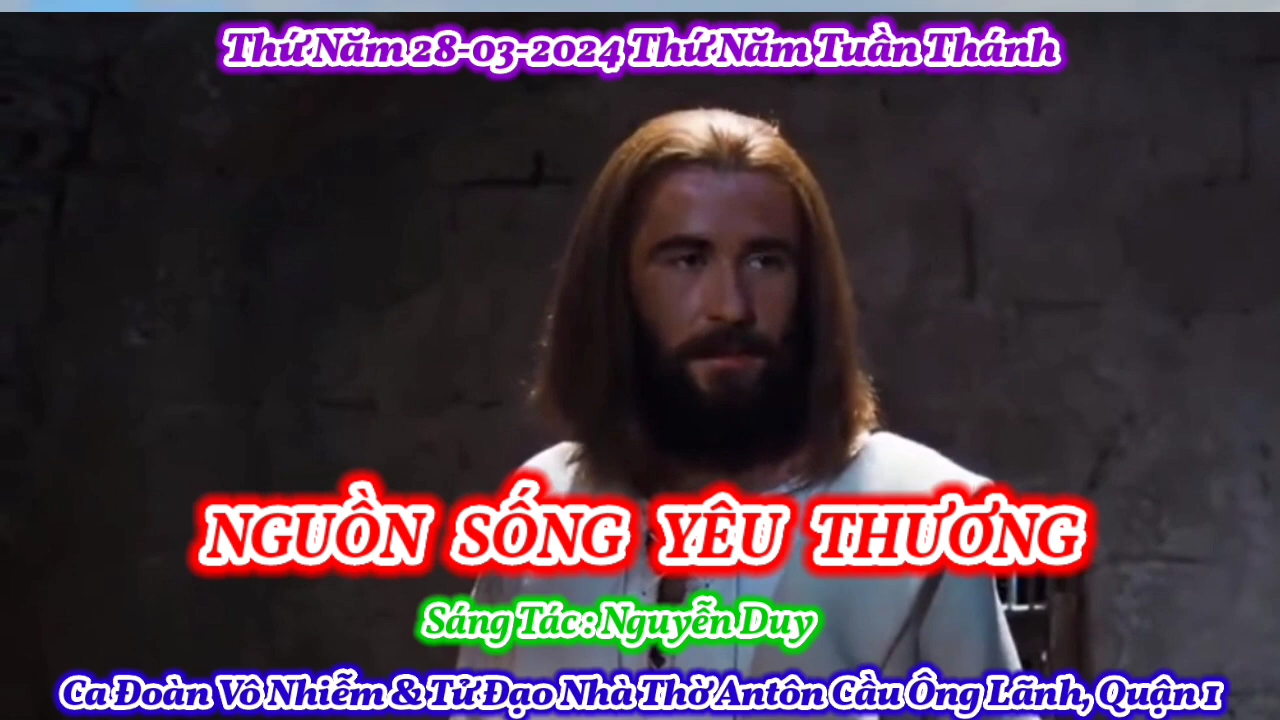 Thứ Năm 28-03-2024 Thứ Năm Tuần Thánh
NGUỒN SỐNG YÊU THƯƠNG
Sáng Tác : Nguyễn Duy
Ca Đoàn Vô Nhiễm & Tử Đạo Nhà Thờ Antôn Cầu Ông Lãnh, Quận 1